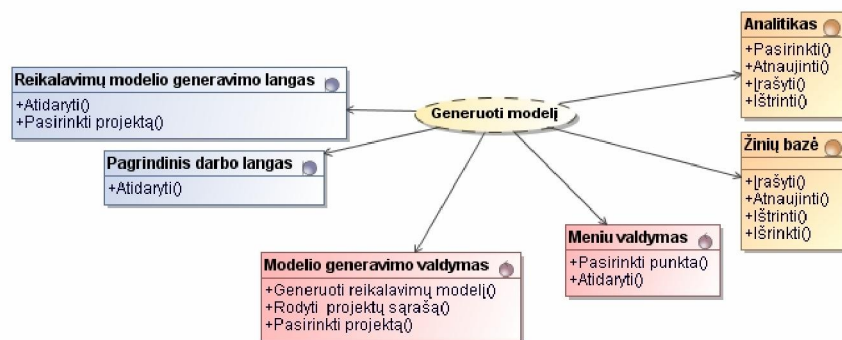 Analitikas
+Pasirinkti()
+Atnaujinti()
+Įrašyti()
+Ištrinti()
Reikalavimų modelio generavimo langas
+Atidaryti()
+Pasirinkti projektą()
Generuoti modelį
Pagrindinis darbo langas
+Atidaryti()
Žinių bazė
+Įrašyti()
+Atnaujinti()
+Ištrinti()
+Išrinkti()
Modelio generavimo valdymas
+Generuoti reikalavimų modelį()
+Rodyti projektų sąrašą()
+Pasirinkti projektą()
Meniu valdymas
+Pasirinkti punkta()
+Atidaryti()